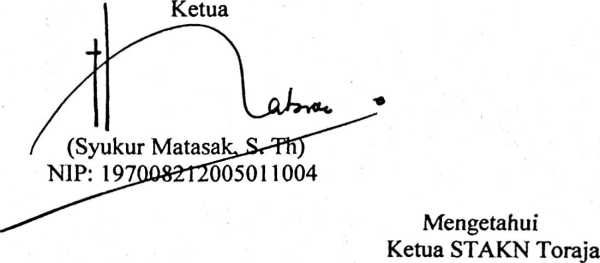 Ketua
(Syukur Matasak, S. Th)
NIP: 197008212005011004
Mengetahui
Ketua STAKN Toraja